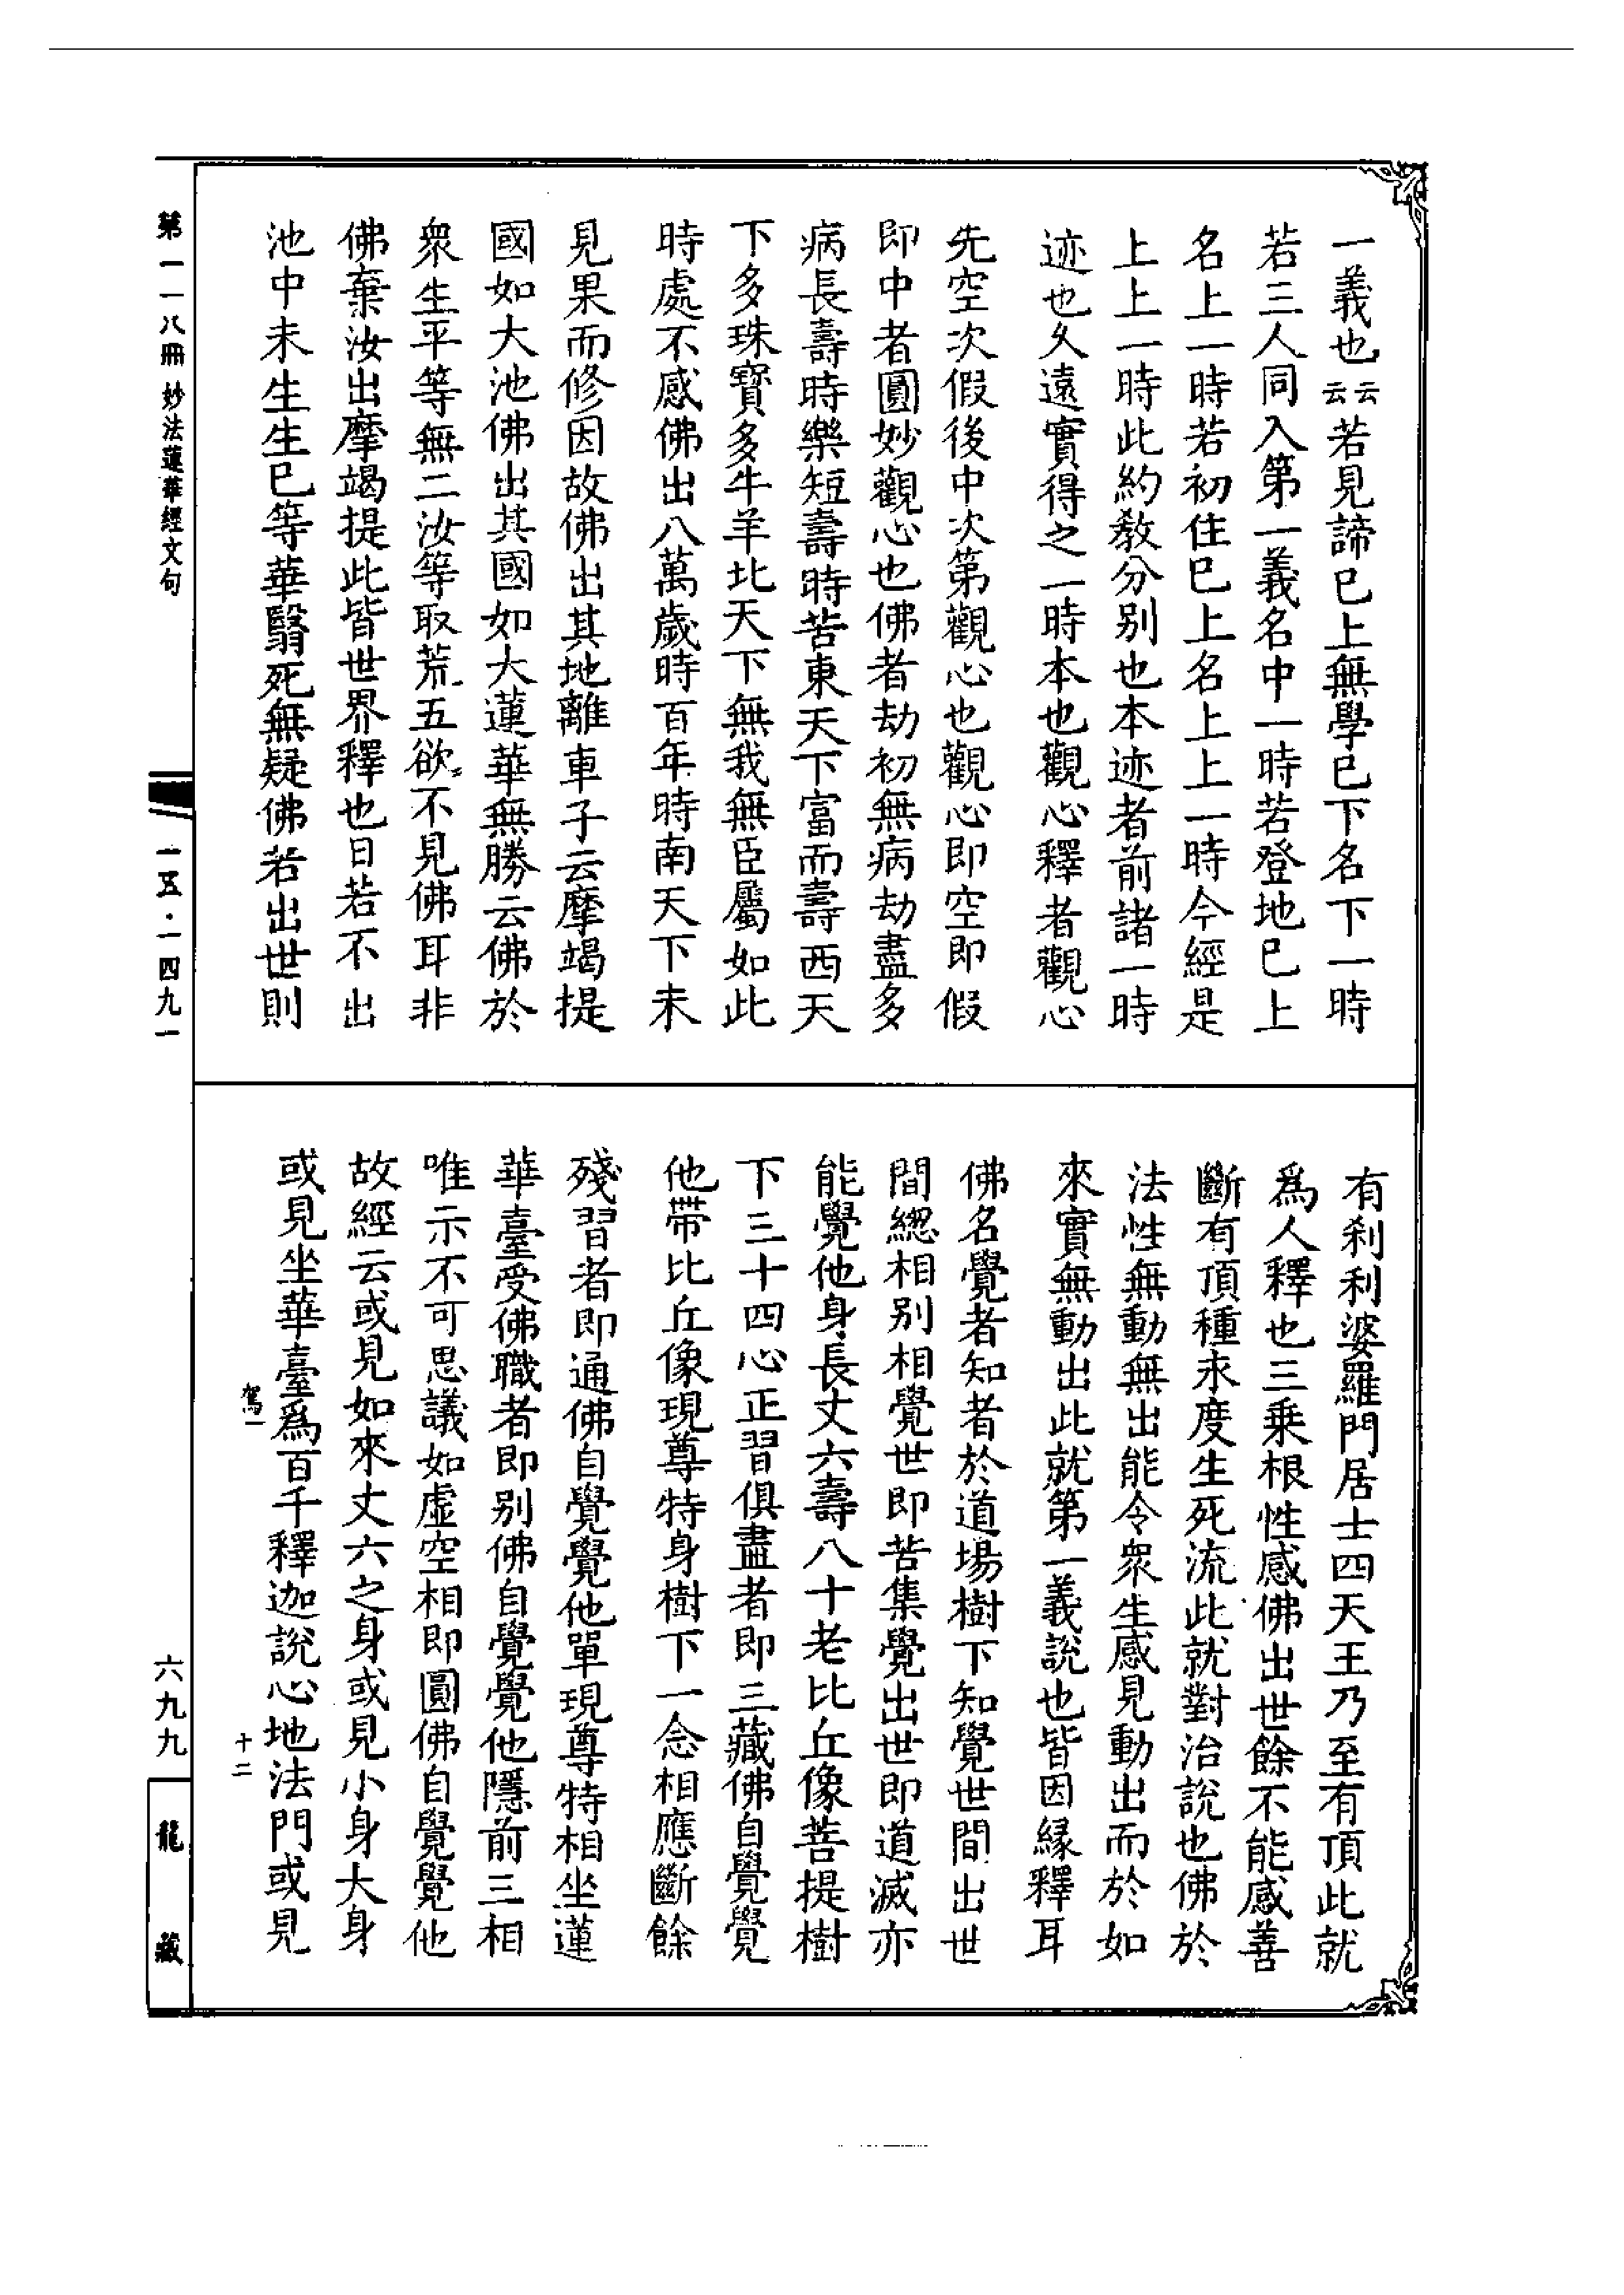 一義也云云若見諦已上無學已下名下一時
若三人同入第一義名中一時若登地已上
名上一時若初住已上名上上一時今經是
上上一時此約教分別也本迹者前諸一時
迹也久遠實得之一時本也觀心釋者觀心
先空次假後中次第觀心也觀心即空即假
即中者圓妙觀心也佛者劫初無病劫盡多
病長壽時樂短壽時苦東天下富而壽西天
下多珠寶多牛羊北天下無我無臣屬如此
時處不感佛出八萬歲時百年時南天下未
見果而修因故佛出其地離車子云摩竭提
國如大池佛出其國如大蓮華無勝云佛於
衆生平等無二汝等取荒五欲不見佛耳非
佛棄汝出摩竭提此皆世界釋也日若不出
池中未生生已等華翳死無疑佛若出世則
有刹利婆羅門居士四天王乃至有頂此就
爲人釋也三乘根性感佛出世餘不能感善
斷有頂種永度生死流此就對治說也佛於
法性無動無出能令衆生感見動出而於如
來實無動出此就第一義說也皆因緣釋耳
佛名覺者知者於道場樹下知覺世間出世
間緫相別相覺世即苦集覺出世即道滅亦
能覺他身長丈六壽八十老比丘像菩提樹
下三十四心正習俱盡者即三藏佛自覺覺
他帶比丘像現尊特身樹下一念相應斷餘
殘習者即通佛自覺覺他單現尊特相坐蓮
華臺受佛職者即別佛自覺覺他隱前三相
唯示不可思議如虛空相即圓佛自覺覺他
故經云或見如來丈六之身或見小身大身
或見坐華臺爲百千釋迦說心地法門或見
駕一
十二
第一一八冊 妙法蓮華經文句
一五·一四九一
六九九
龍藏